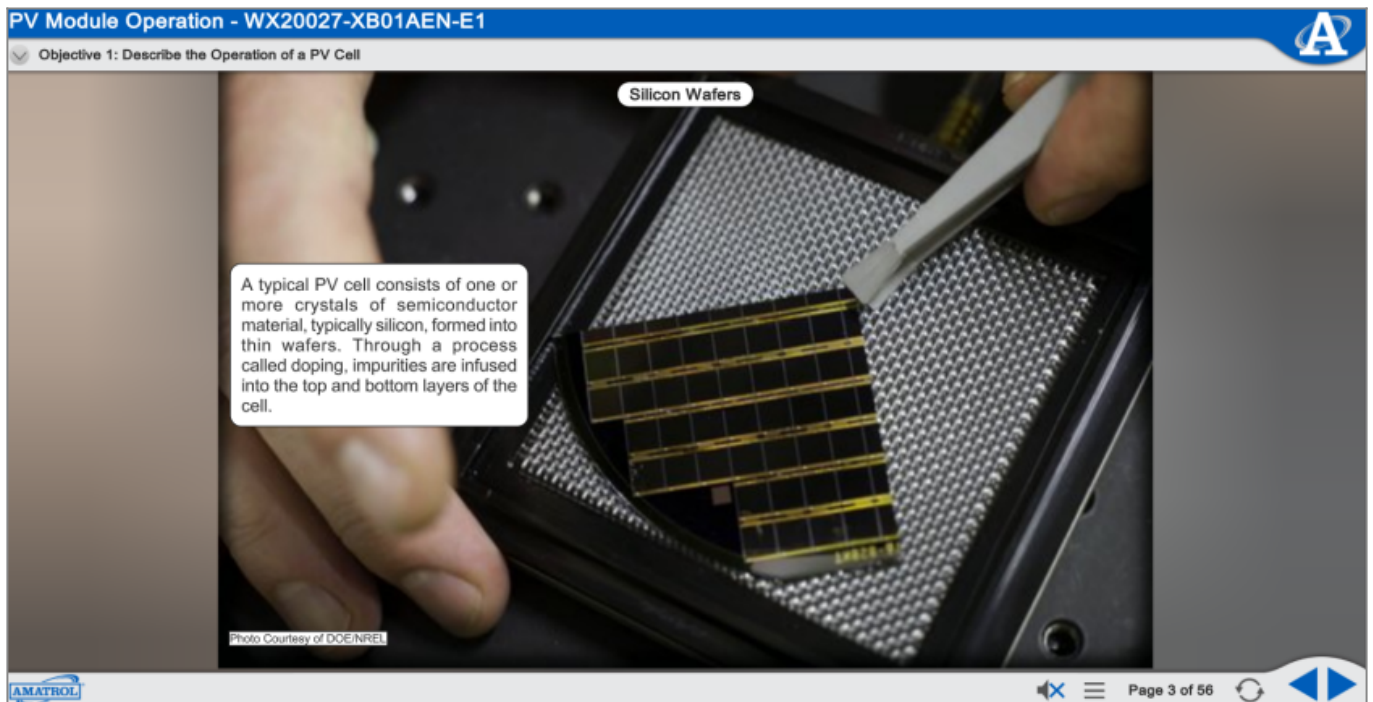 PV Module Operation - WX20027-XB01AEN-E1
Objective 1: Describe the Operation of a PV Cell
A
Silicon Wafers
A typical PV cell consists of one or
more crystals of semiconductor
material, typically silicon, formed into
thin wafers. Through a process
called doping, impurities are infused
into the top and bottom layers of the
cell.
Photo Courtesy of DOE/NREL
AMATROL
Page 3 of 56